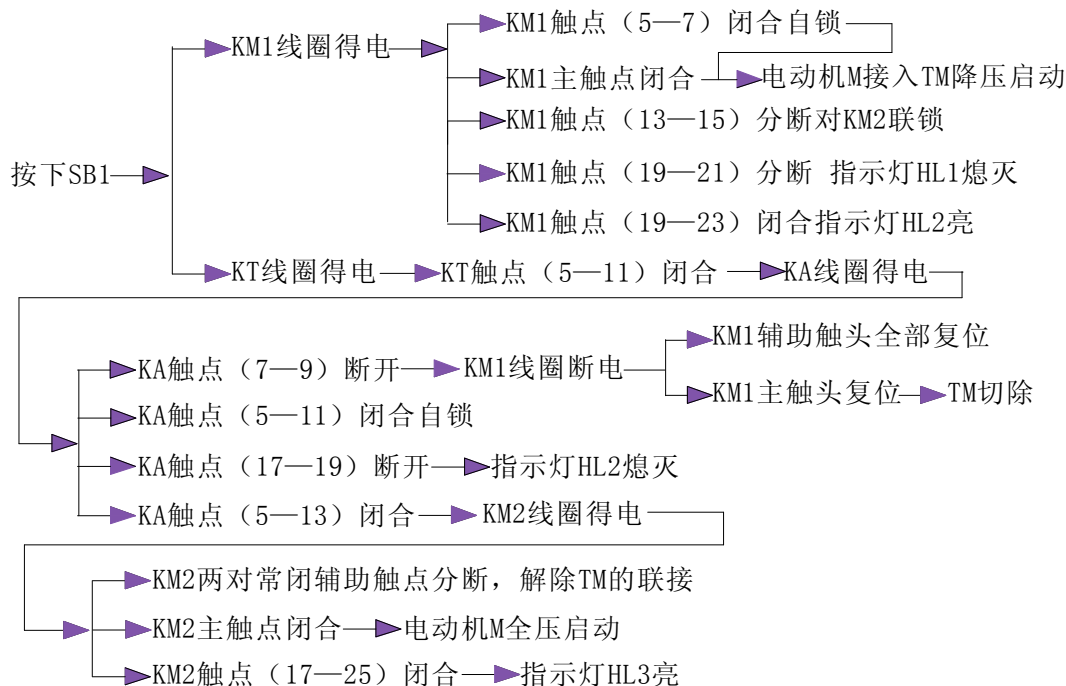 KM1触点（5—7）闭合自锁
KM1线圈得电
KM1主触点闭合
电动机M接入TM降压启动
KM1触点（13—15）分断对KM2联锁
按下SB1
KM1触点（19—21）分断 指示灯HL1熄灭
KM1触点（19—23）闭合指示灯HL2亮
KT线圈得电
KT触点（5—11）闭合
KA线圈得电
KM1辅助触头全部复位
KA触点（7—9）断开
KM1线圈断电
KM1主触头复位
TM切除
KA触点（5—11）闭合自锁
KA触点（17—19）断开
指示灯HL2熄灭
KA触点（5—13）闭合
KM2线圈得电
KM2两对常闭辅助触点分断，解除TM的联接
KM2主触点闭合
电动机M全压启动
KM2触点（17—25）闭合
指示灯HL3亮